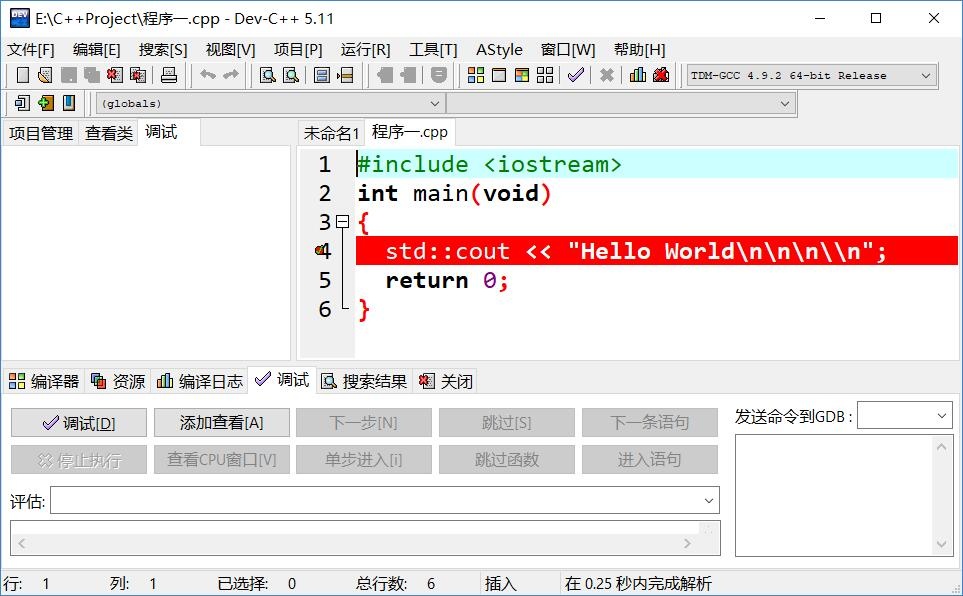 E:\C++Project\程序一.cpp - Dev-C++ 5.11
文件[F] 编辑[E] 搜索[S] 视图[V] 项目[P] 运行[R] 工具[T] AStyle 窗口[W] 帮助[H]
TDM-GCC 4.9.2 64-bit Release
(globals)
项目管理 查看类 调试
未命名1 程序一.cpp
1 #include <iostream>
2 int main(void)
3 {
4 std::cout << "Hello World\n\n\n\\n";
5 return 0;
6 }
编译器 资源 编译日志 调试 搜索结果 关闭
调试[D] 添加查看[A] 下一步[N] 跳过[S] 下一条语句 发送命令到GDB :
停止执行 查看CPU窗口[V] 单步进入[i] 跳过函数 进入语句
评估:
行: 1 列: 1 已选择: 0 总行数: 6 插入 在 0.25 秒内完成解析